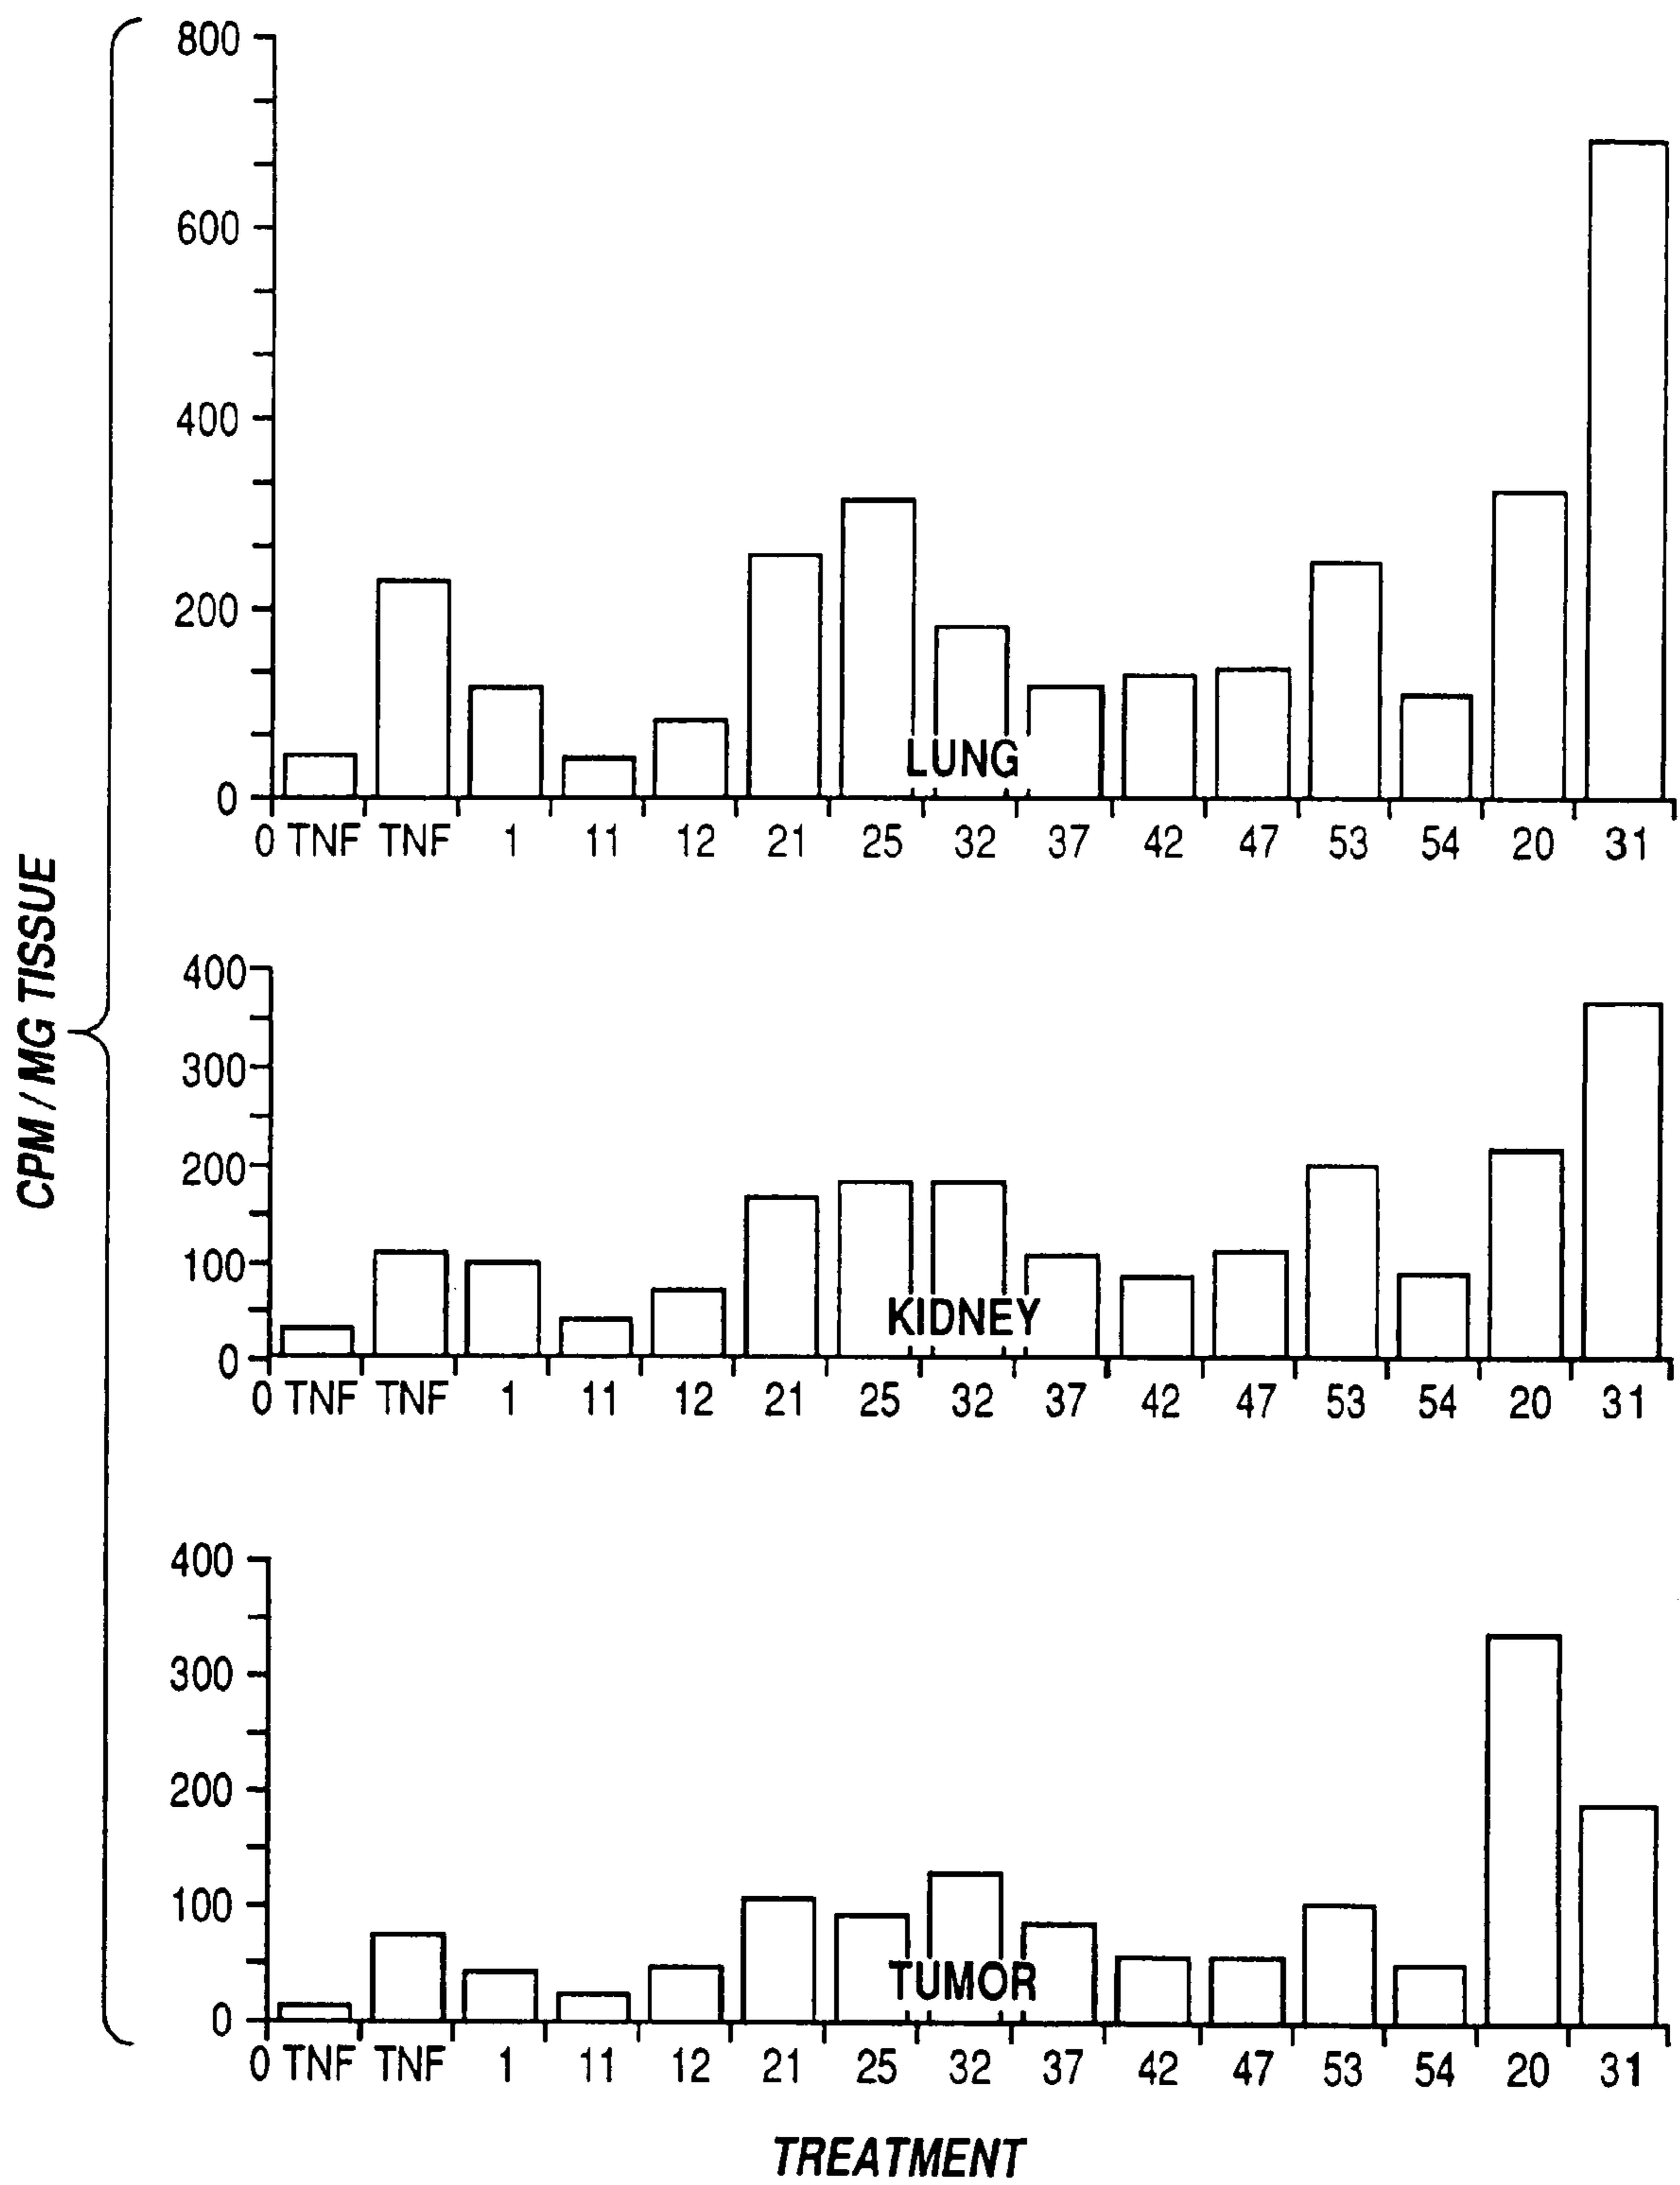 CPM / MG TISSUE
800
600
400
200
0
LUNG
0 TNF TNF 1 11 12 21 25 32 37 42 47 53 54 20 31
400
300
200
100
0
KIDNEY
0 TNF TNF 1 11 12 21 25 32 37 42 47 53 54 20 31
400
300
200
100
0
TUMOR
0 TNF TNF 1 11 12 21 25 32 37 42 47 53 54 20 31
TREATMENT